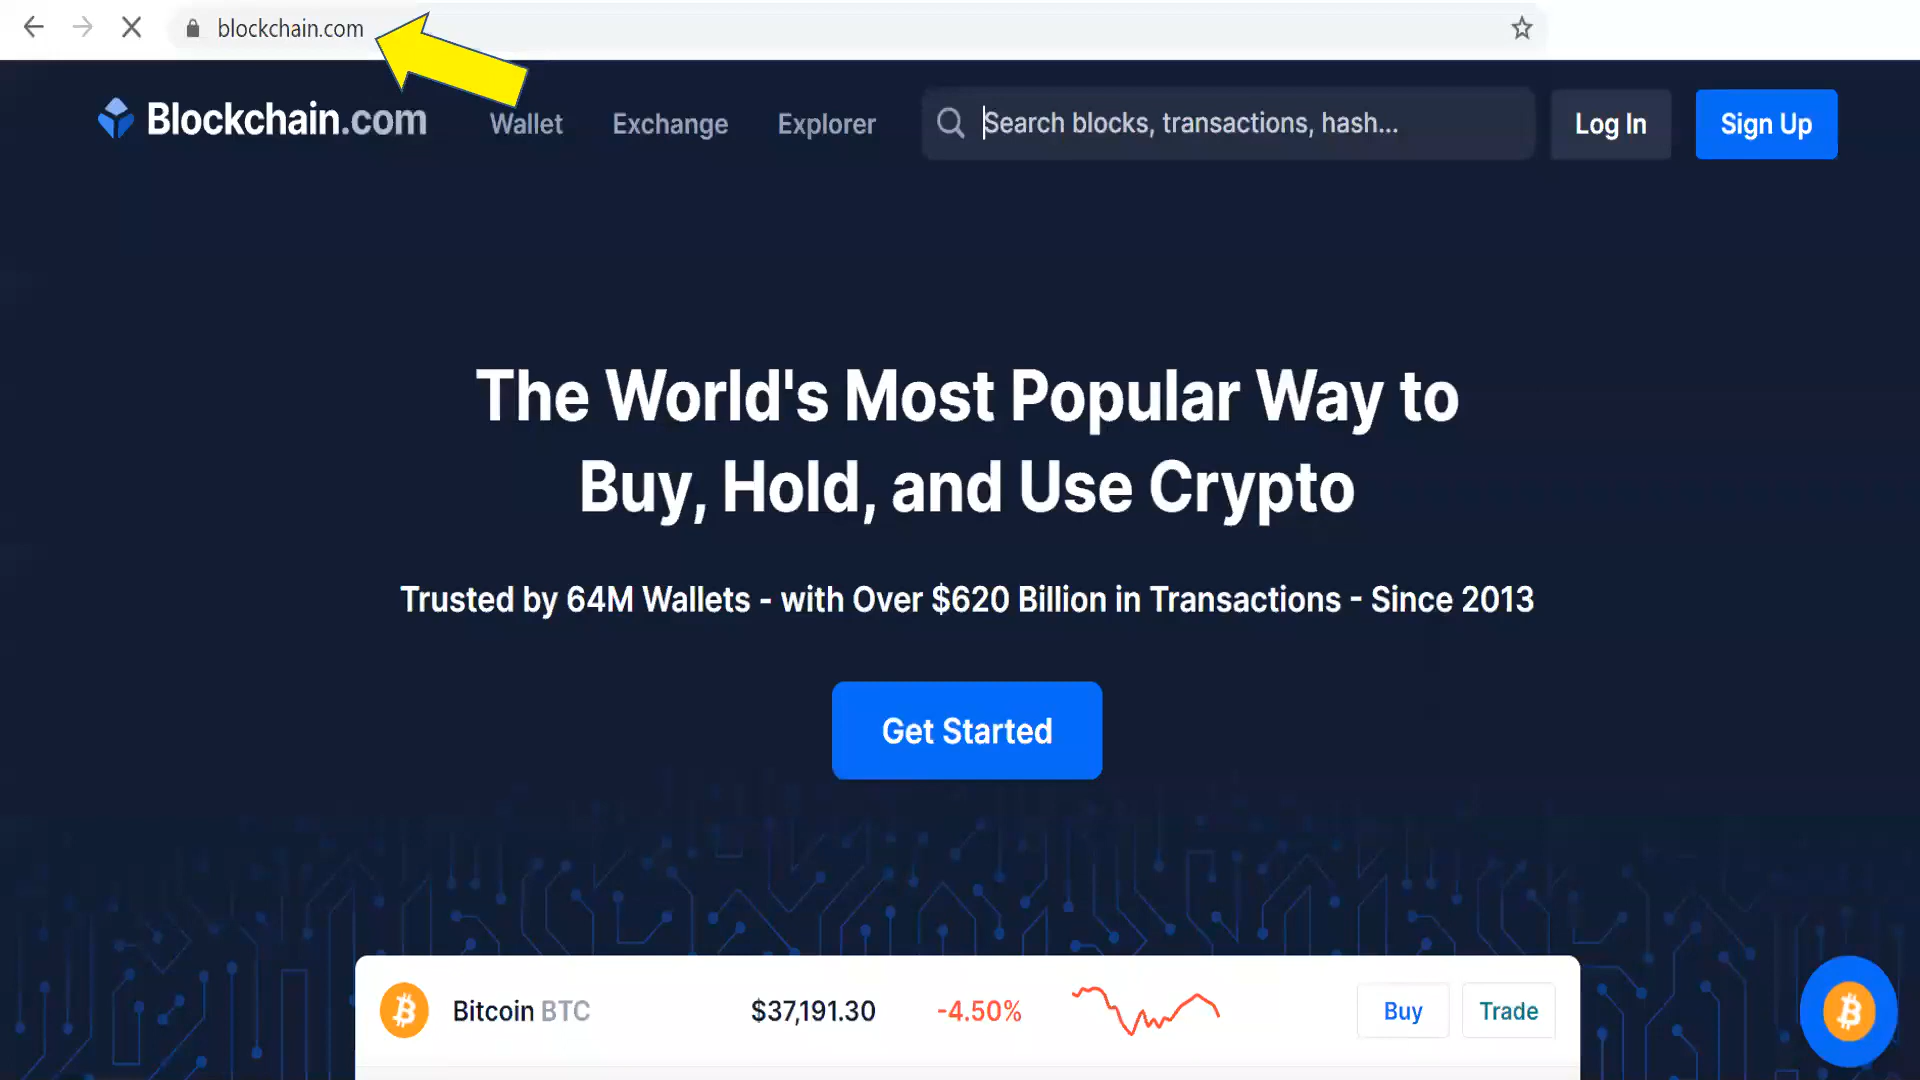 blockchain.com
Blockchain.com Wallet Exchange Explorer Search blocks, transactions, hash... Log In Sign Up
The World's Most Popular Way to
Buy, Hold, and Use Crypto
Trusted by 64M Wallets - with Over $620 Billion in Transactions - Since 2013
Get Started
Bitcoin BTC $37,191.30 -4.50% Buy Trade